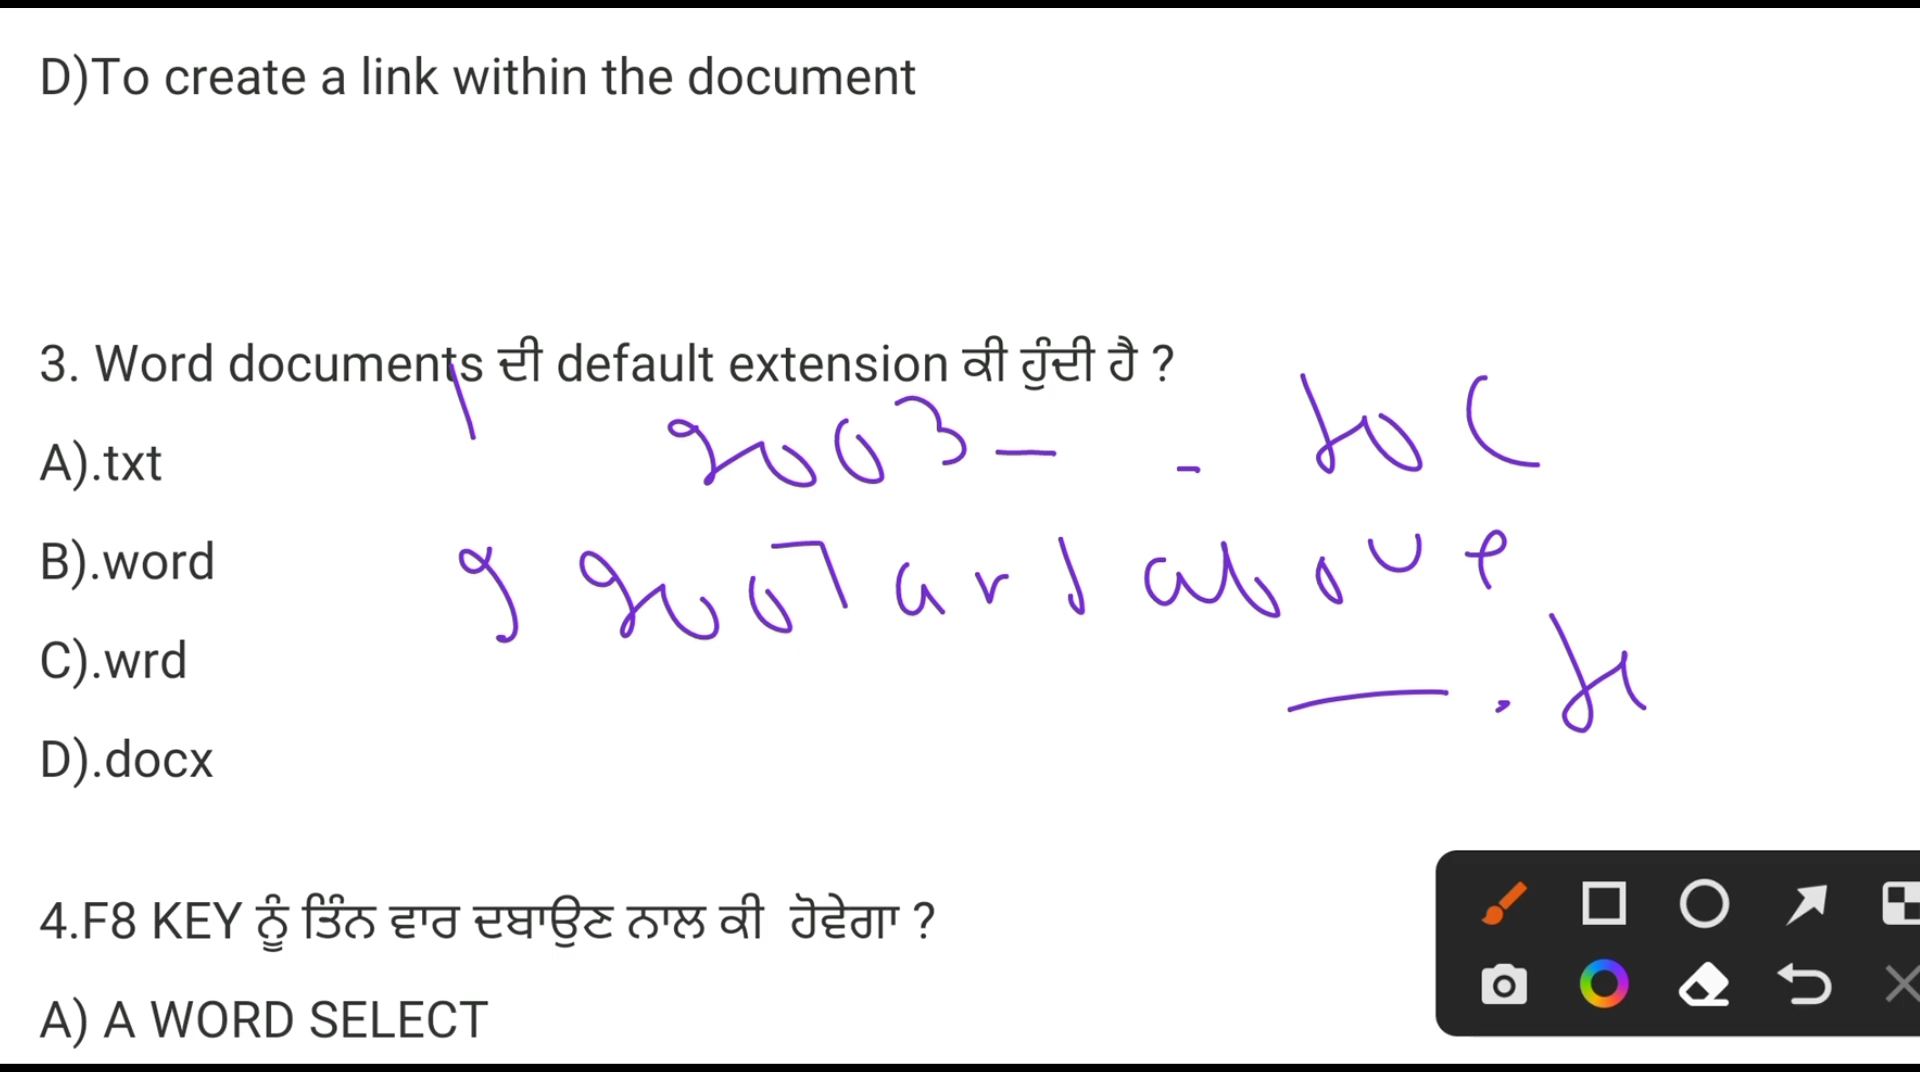 D)To create a link within the document
3. Word documents ਦੀ default extension ਕੀ ਹੁੰਦੀ ਹੈ ?
A).txt
2003 — - doc
B).word
2007 and above
C).wrd
— .
D).docx
4.F8 KEY ਨੂੰ ਤਿੰਨ ਵਾਰ ਦਬਾਉਣ ਨਾਲ ਕੀ ਹੋਵੇਗਾ ?
A) A WORD SELECT